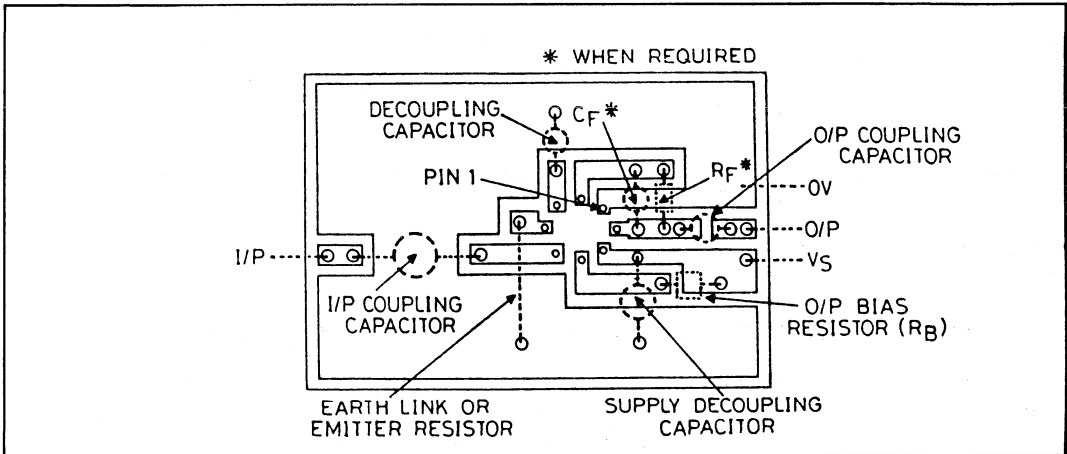 * WHEN REQUIRED
DECOUPLING
CAPACITOR
CF*
O/P COUPLING
CAPACITOR
PIN 1
RF*
OV
O/P
I/P
VS
I/P COUPLING
CAPACITOR
O/P BIAS
RESISTOR (RB)
EARTH LINK OR
EMITTER RESISTOR
SUPPLY DECOUPLING
CAPACITOR